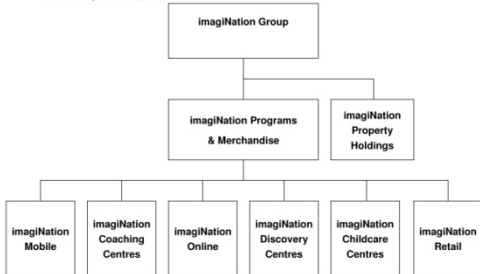 imagiNation Group
imagiNation Programs
& Merchandise
imagiNation
Property
Holdings
imagiNation
Mobile
imagiNation
Coaching
Centres
imagiNation
Online
imagiNation
Discovery
Centres
imagiNation
Childcare
Centres
imagiNation
Retail